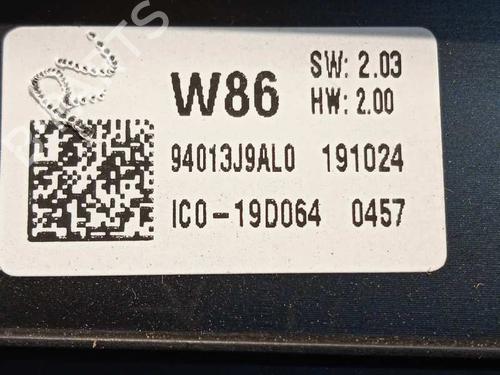 W86 SW: 2.03
HW: 2.00
94013J9AL0 191024
IC0-19D064 0457